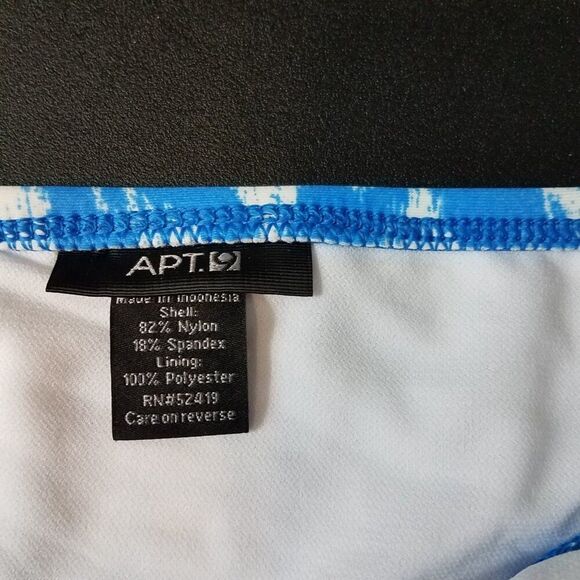 APT.9
Made in Indonesia
Shell:
82% Nylon
18% Spandex
Lining:
100% Polyester
RN#52419
Care on reverse